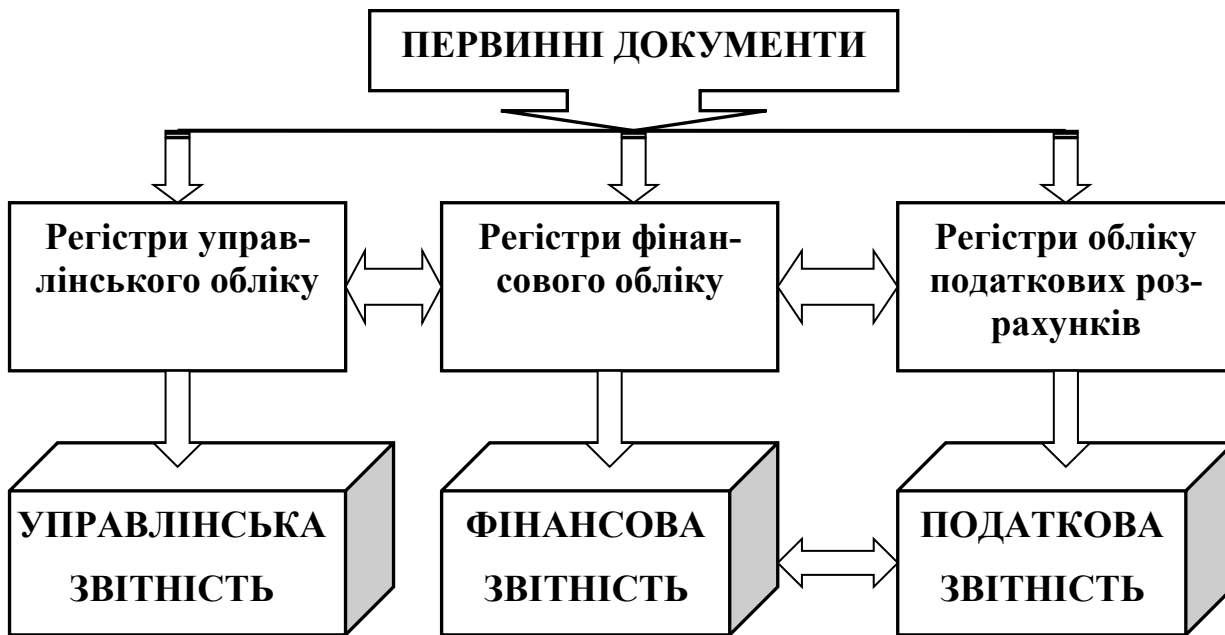 ПЕРВИННІ ДОКУМЕНТИ
Регістри управ-
лінського обліку
Регістри фінан-
сового обліку
Регістри обліку
податкових роз-
рахунків
УПРАВЛІНСЬКА
ЗВІТНІСТЬ
ФІНАНСОВА
ЗВІТНІСТЬ
ПОДАТКОВА
ЗВІТНІСТЬ